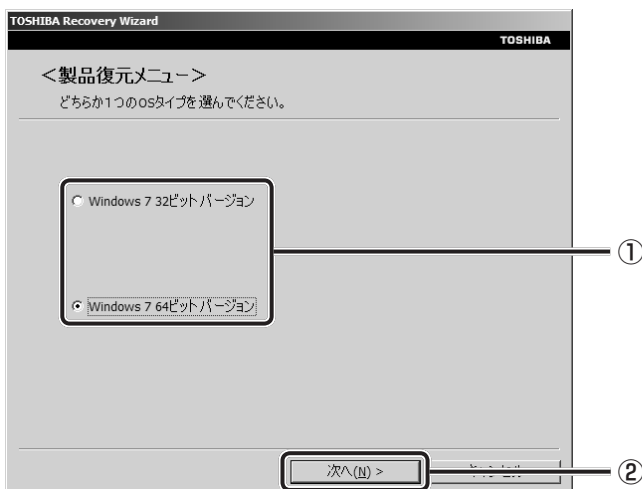 TOSHIBA Recovery Wizard
TOSHIBA
<製品復元メニュー>
どちらか1つのOSタイプを選んでください。
Windows 7 32ビットバージョン
①
Windows 7 64ビットバージョン
次へ(N) >
②